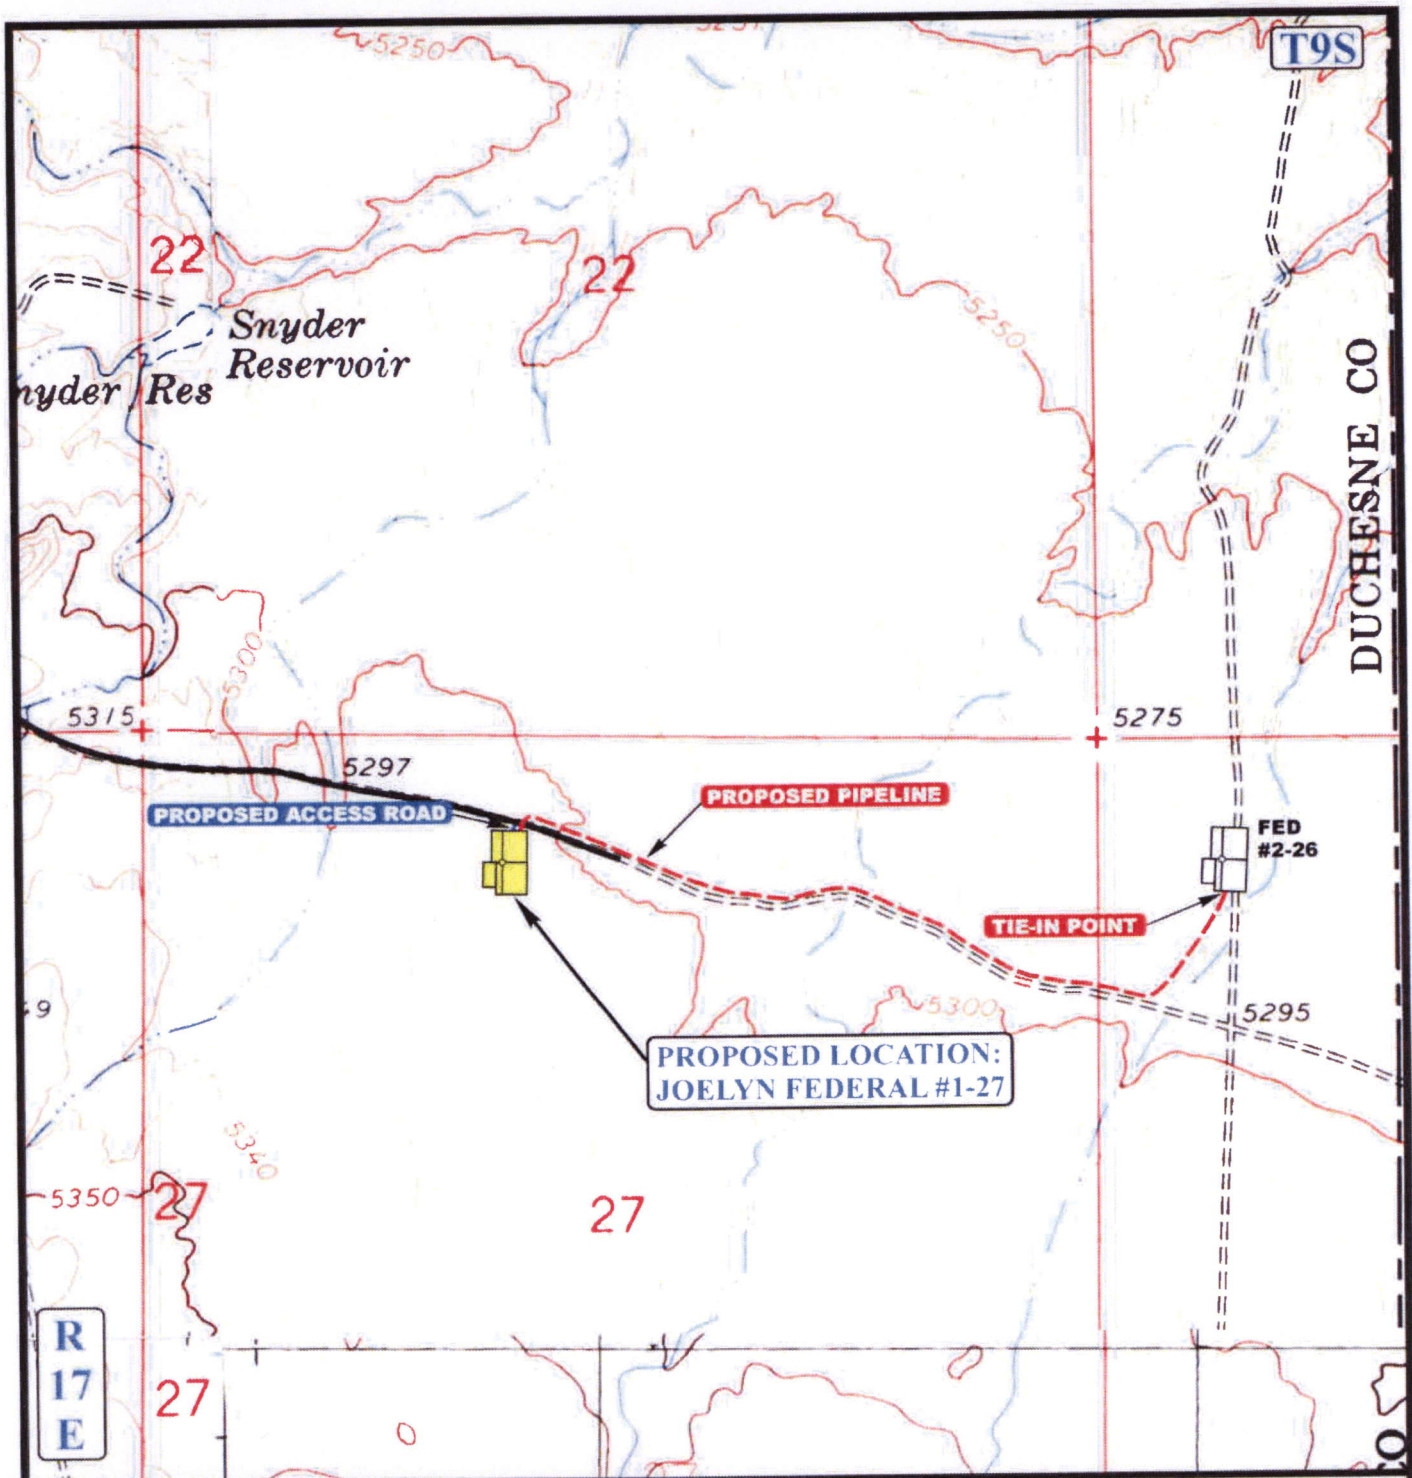 5250
T9S
22
22
Snyder
Reservoir
nyder Res
5250
DUCHESNE CO
5300
5315
5275
5297
PROPOSED ACCESS ROAD
PROPOSED PIPELINE
FED
#2-26
TIE-IN POINT
5300
5295
PROPOSED LOCATION:
JOELYN FEDERAL #1-27
5340
5350
27
27
R
17
E
27
CO